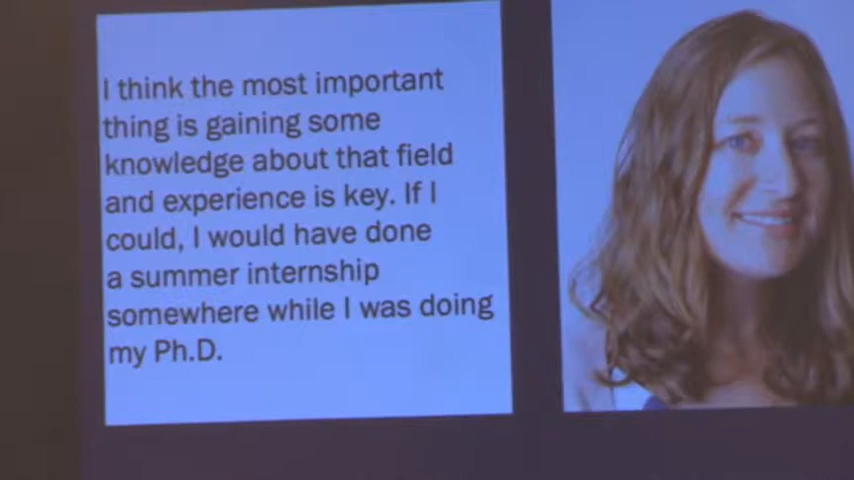 I think the most important
thing is gaining some
knowledge about that field
and experience is key. If I
could, I would have done
a summer internship
somewhere while I was doing
my Ph.D.